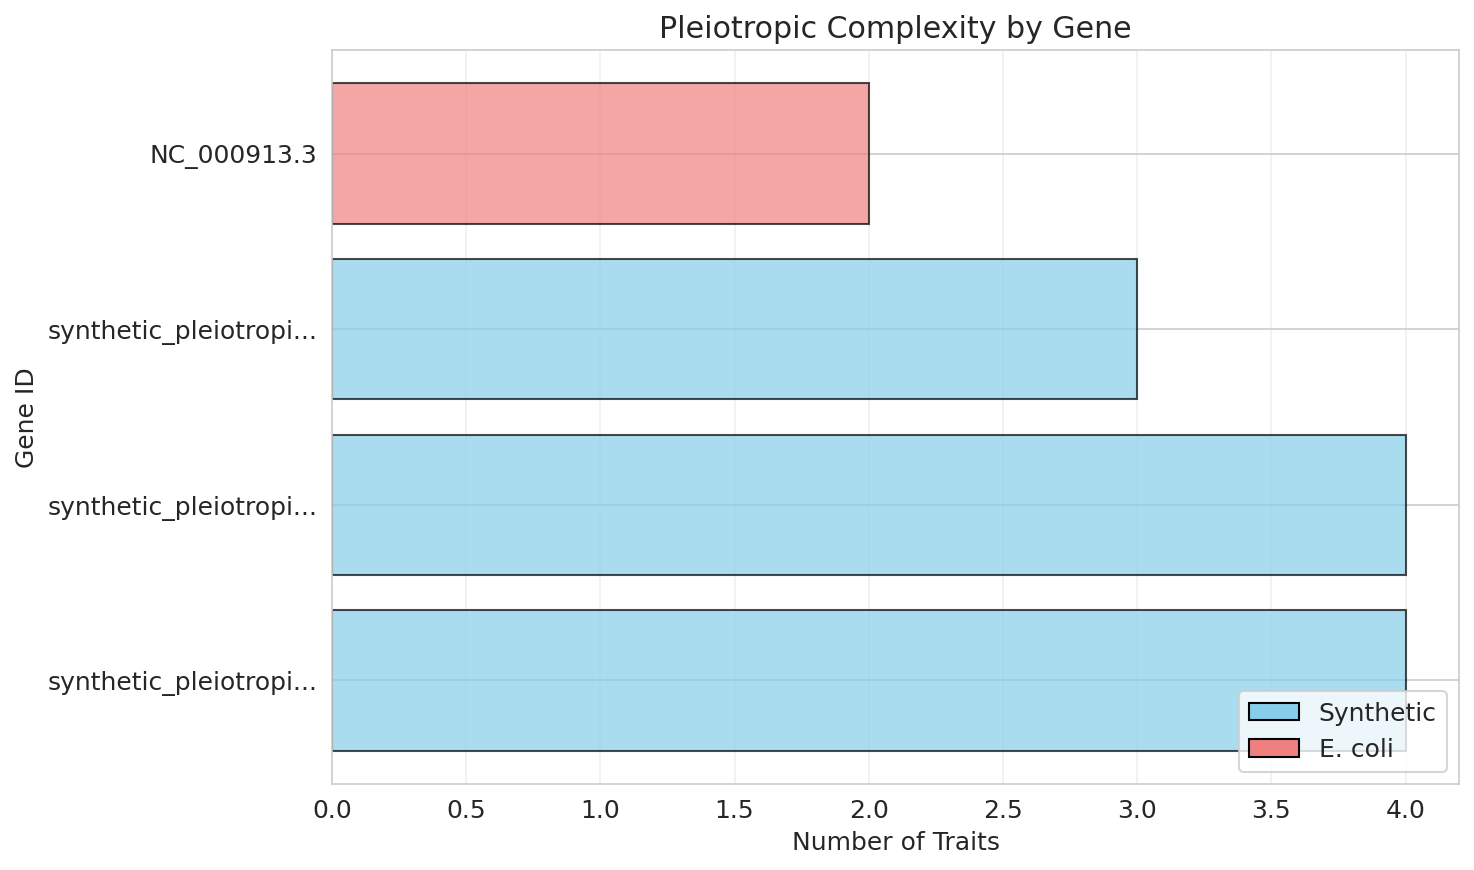 Pleiotropic Complexity by Gene
NC_000913.3
synthetic_pleiotropi...
synthetic_pleiotropi...
synthetic_pleiotropi...
Gene ID
Synthetic
E. coli
0.0 0.5 1.0 1.5 2.0 2.5 3.0 3.5 4.0
Number of Traits